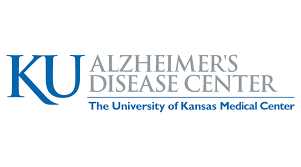 KU ALZHEIMER'S
DISEASE CENTER
The University of Kansas Medical Center